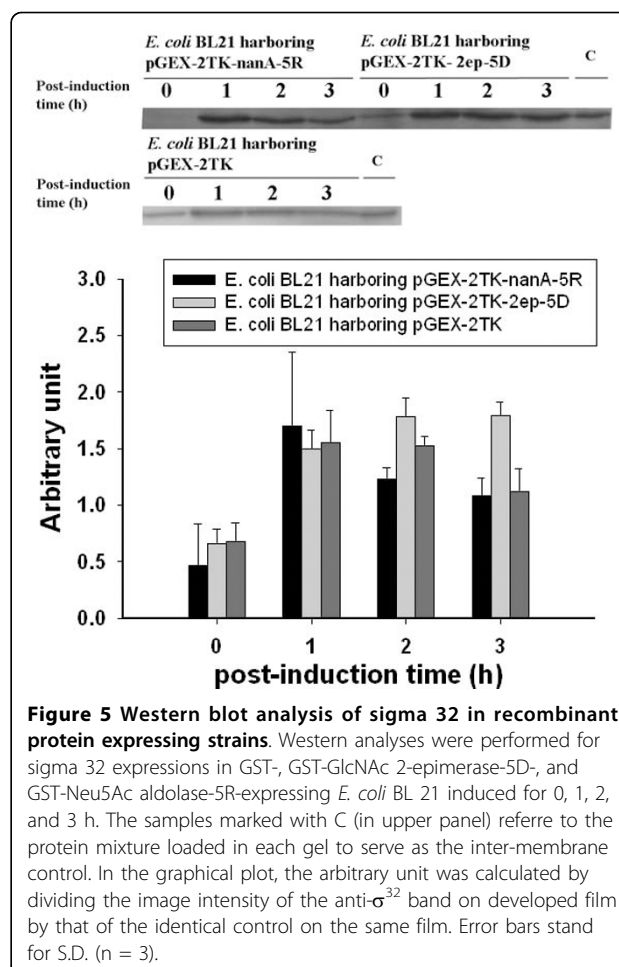 E. coli BL21 harboring pGEX-2TK-nanA-5R
E. coli BL21 harboring pGEX-2TK- 2ep-5D
C
Post-induction time (h)
0 1 2 3 0 1 2 3
E. coli BL21 harboring pGEX-2TK
C
Post-induction time (h)
0 1 2 3
E. coli BL21 harboring pGEX-2TK-nanA-5R
E. coli BL21 harboring pGEX-2TK-2ep-5D
E. coli BL21 harboring pGEX-2TK
Arbitrary unit
3.0
2.5
2.0
1.5
1.0
0.5
0.0
0 1 2 3
post-induction time (h)
Figure 5 Western blot analysis of sigma 32 in recombinant
protein expressing strains. Western analyses were performed for
sigma 32 expressions in GST-, GST-GlcNAc 2-epimerase-5D-, and
GST-Neu5Ac aldolase-5R-expressing E. coli BL 21 induced for 0, 1, 2,
and 3 h. The samples marked with C (in upper panel) referre to the
protein mixture loaded in each gel to serve as the inter-membrane
control. In the graphical plot, the arbitrary unit was calculated by
dividing the image intensity of the anti-σ³² band on developed film
by that of the identical control on the same film. Error bars stand
for S.D. (n = 3).